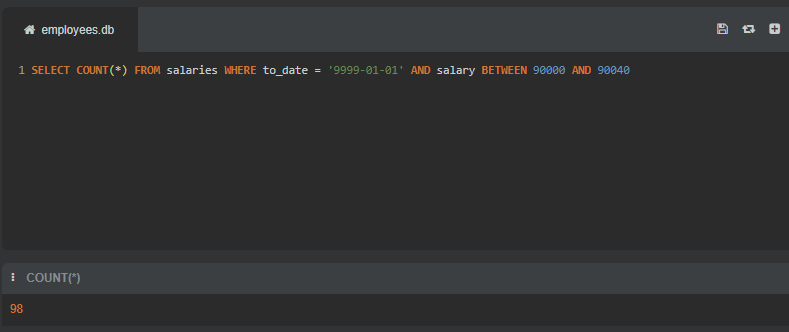 employees.db
1 SELECT COUNT(*) FROM salaries WHERE to_date = '9999-01-01' AND salary BETWEEN 90000 AND 90040
COUNT(*)
98